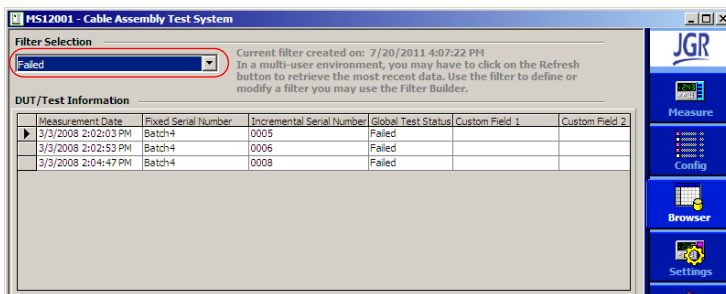 MS12001 - Cable Assembly Test System
Filter Selection
Failed
Current filter created on: 7/20/2011 4:07:22 PM
In a multi-user environment, you may have to click on the Refresh
button to retrieve the most recent data. Use the filter to define or
modify a filter you may use the Filter Builder.
DUT/Test Information
Measurement Date Fixed Serial Number Incremental Serial Number Global Test Status Custom Field 1 Custom Field 2
3/3/2008 2:02:03 PM Batch4 0005 Failed
3/3/2008 2:02:53 PM Batch4 0006 Failed
3/3/2008 2:04:47 PM Batch4 0008 Failed
JGR
Measure
Config
Browser
Settings